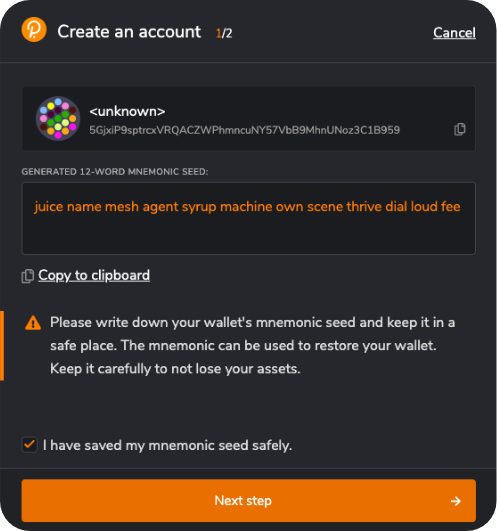 Create an account 1/2 Cancel
<unknown>
5GjxiP9sptrcxVRQACZWPhmncuNY57VbB9MhnUNoz3C1B959
GENERATED 12-WORD MNEMONIC SEED:
juice name mesh agent syrup machine own scene thrive dial loud fee
Copy to clipboard
Please write down your wallet's mnemonic seed and keep it in a
safe place. The mnemonic can be used to restore your wallet.
Keep it carefully to not lose your assets.
I have saved my mnemonic seed safely.
Next step